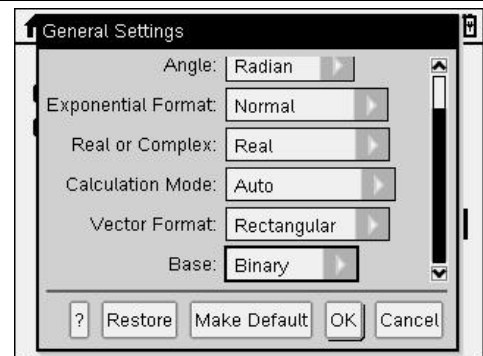 General Settings
Angle: Radian
Exponential Format: Normal
Real or Complex: Real
Calculation Mode: Auto
Vector Format: Rectangular
Base: Binary
? Restore Make Default OK Cancel